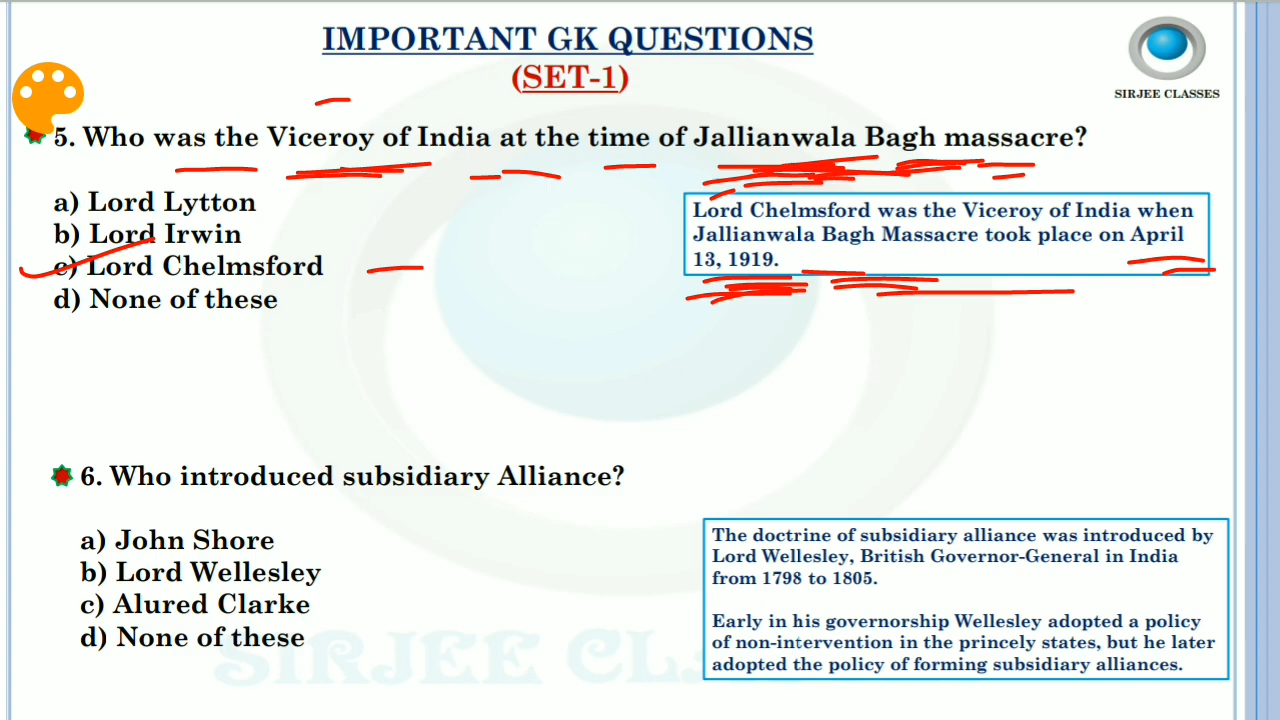 IMPORTANT GK QUESTIONS
(SET-1)
SIRJEE CLASSES
5. Who was the Viceroy of India at the time of Jallianwala Bagh massacre?
a) Lord Lytton
b) Lord Irwin
c) Lord Chelmsford
d) None of these
Lord Chelmsford was the Viceroy of India when
Jallianwala Bagh Massacre took place on April
13, 1919.
6. Who introduced subsidiary Alliance?
a) John Shore
b) Lord Wellesley
c) Alured Clarke
d) None of these
The doctrine of subsidiary alliance was introduced by
Lord Wellesley, British Governor-General in India
from 1798 to 1805.
Early in his governorship Wellesley adopted a policy
of non-intervention in the princely states, but he later
adopted the policy of forming subsidiary alliances.
SIRJEE CL